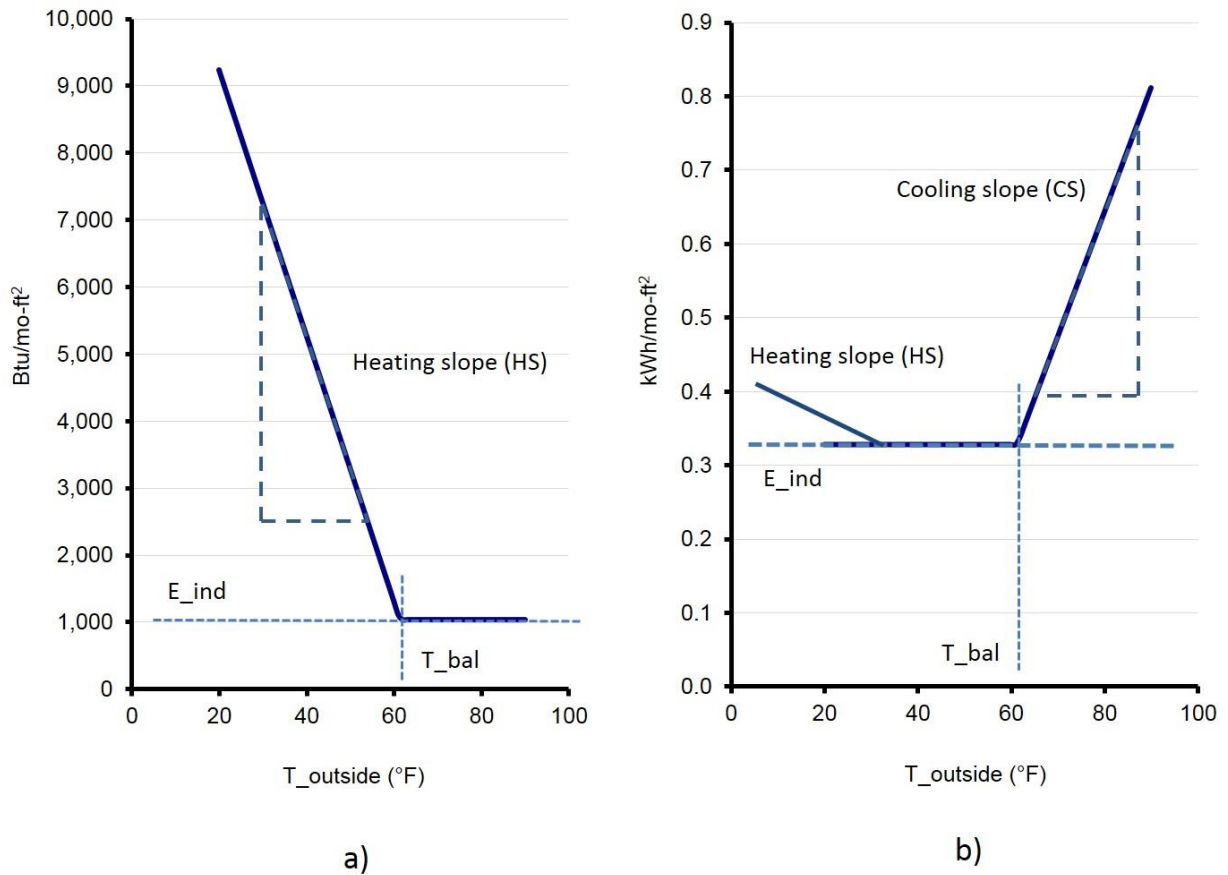 10,000
9,000
8,000
7,000
6,000
5,000
4,000
3,000
2,000
1,000
0
Btu/mo-ft²
Heating slope (HS)
E_ind
T_bal
0 20 40 60 80 100
T_outside (°F)
a)
0.9
0.8
0.7
0.6
0.5
0.4
0.3
0.2
0.1
0.0
kWh/mo-ft²
Cooling slope (CS)
Heating slope (HS)
E_ind
T_bal
0 20 40 60 80 100
T_outside (°F)
b)